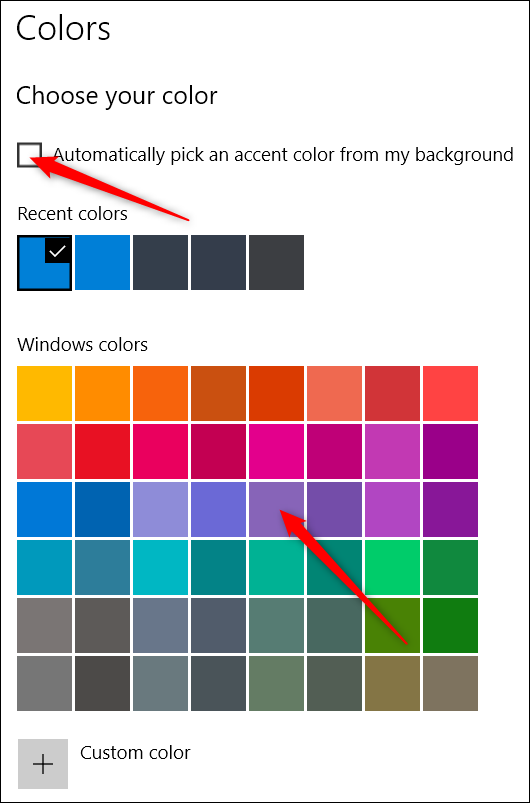 Colors
Choose your color
Automatically pick an accent color from my background
Recent colors
Windows colors
Custom color